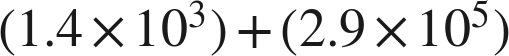 (1.4 × 10³) + (2.9 × 10⁵)